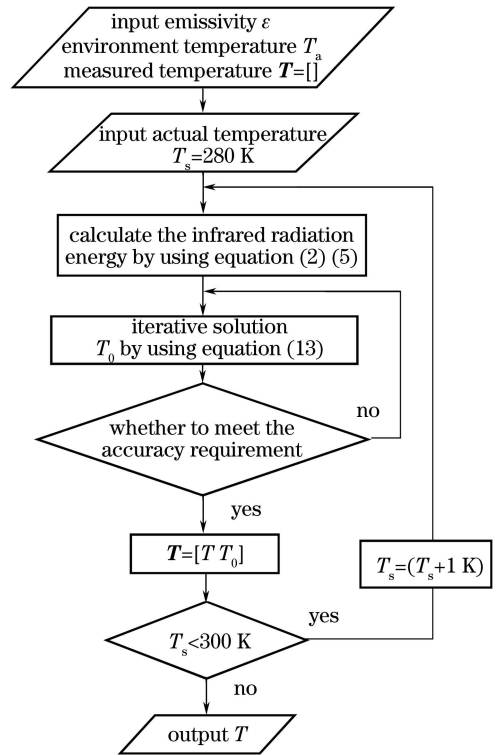 input emissivity ε
environment temperature Tₐ
measured temperature T=[]
input actual temperature
Tₛ=280 K
calculate the infrared radiation
energy by using equation (2) (5)
iterative solution
T₀ by using equation (13)
no
whether to meet the
accuracy requirement
yes
T=[T T₀]
Tₛ=(Tₛ+1 K)
yes
Tₛ<300 K
no
output T